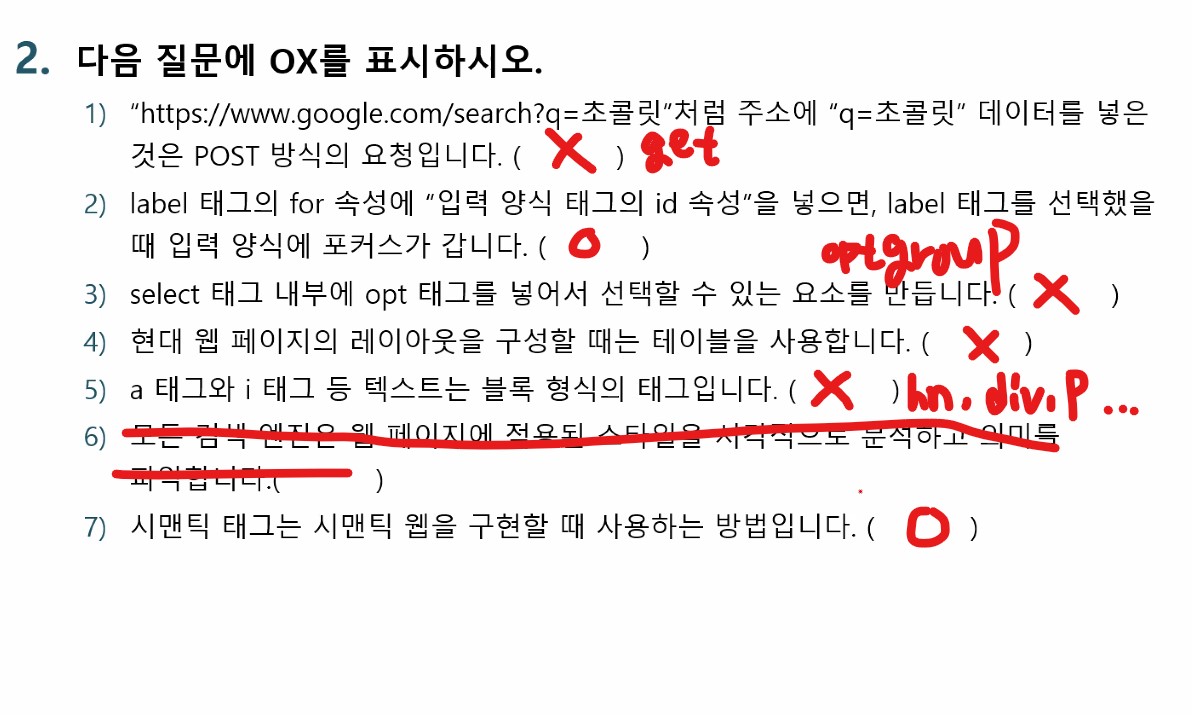 2. 다음 질문에 OX를 표시하시오.
1) “https://www.google.com/search?q=초콜릿”처럼 주소에 “q=초콜릿” 데이터를 넣은
것은 POST 방식의 요청입니다. ( X ) get
2) label 태그의 for 속성에 ”입력 양식 태그의 id 속성”을 넣으면, label 태그를 선택했을
때 입력 양식에 포커스가 갑니다. ( O )
optgrouP
3) select 태그 내부에 opt 태그를 넣어서 선택할 수 있는 요소를 만듭니다. ( X )
4) 현대 웹 페이지의 레이아웃을 구성할 때는 테이블을 사용합니다. ( X )
5) a 태그와 i 태그 등 텍스트는 블록 형식의 태그입니다. ( X ) hn. div. P ...
6) 모든 검색 엔진은 웹 페이지에 적용된 스타일을 시각적으로 분석하고 의미를
파악합니다.( )
7) 시맨틱 태그는 시맨틱 웹을 구현할 때 사용하는 방법입니다. ( O )